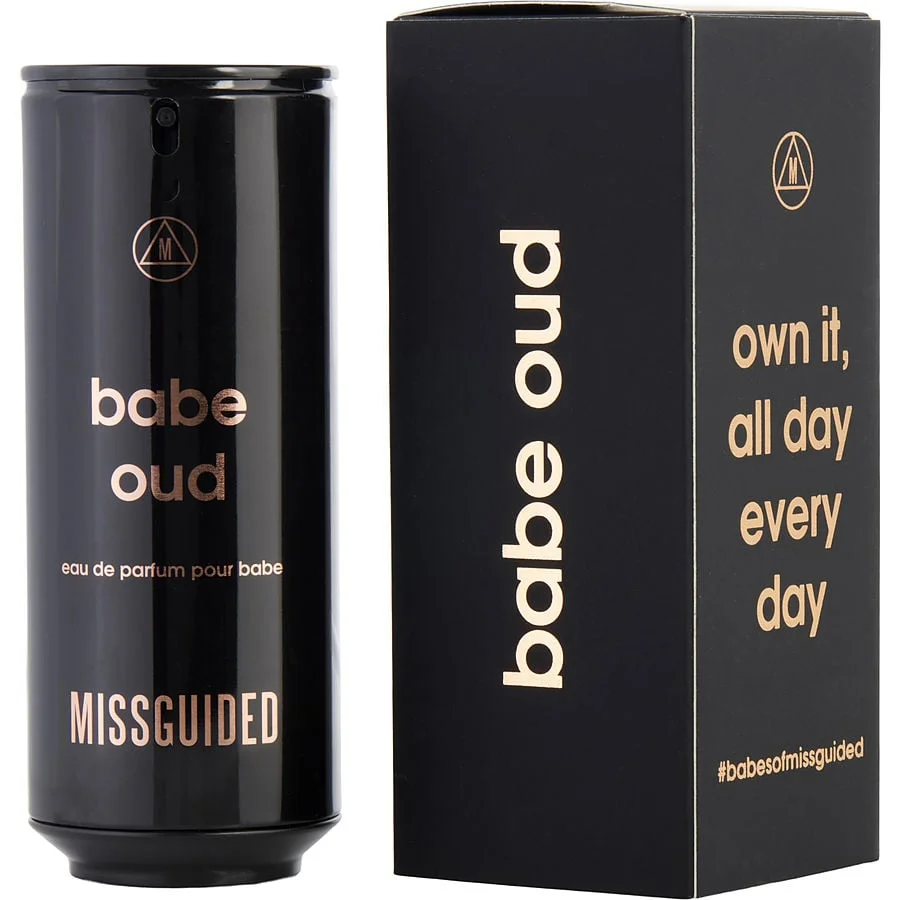 M
babe
oud
eau de parfum pour babe
MISSGUIDED
babe oud
M
own it,
all day
every
day
#babesofmissguided